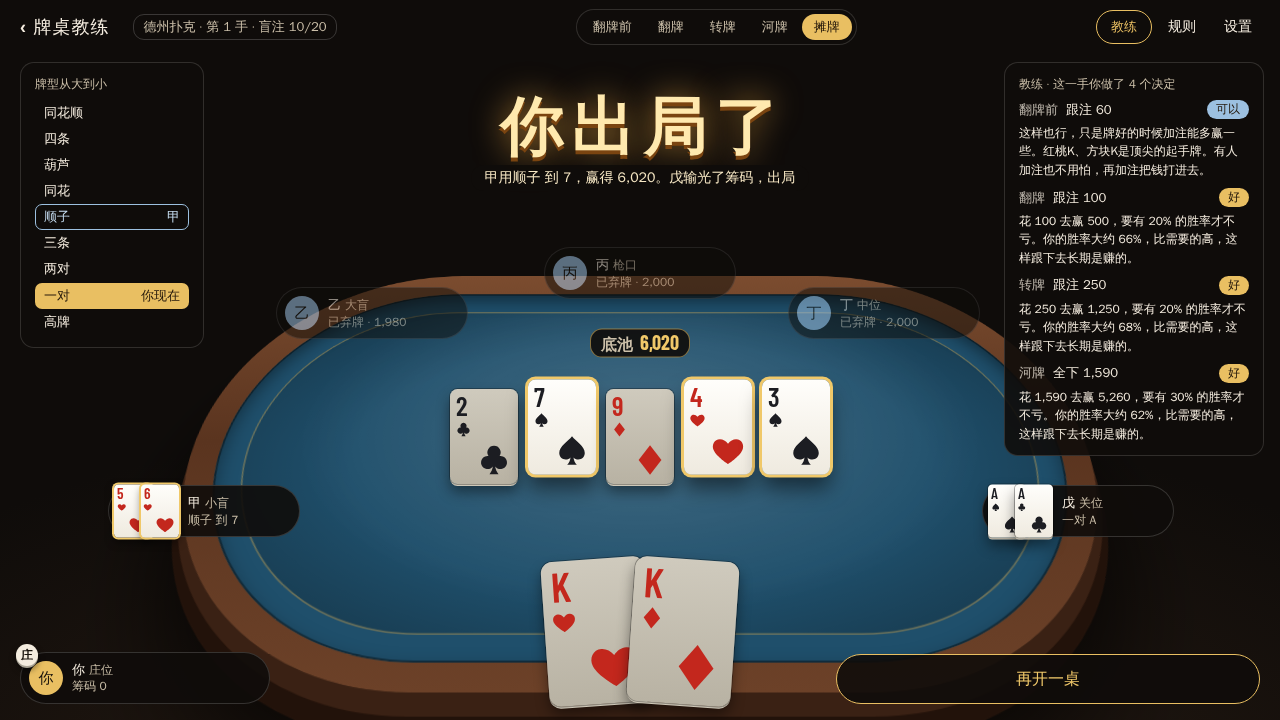 ‹ 牌桌教练
德州扑克 · 第 1 手 · 盲注 10/20
翻牌前 翻牌 转牌 河牌 摊牌
教练 规则 设置
牌型从大到小
同花顺
四条
葫芦
同花
顺子 甲
三条
两对
一对 你现在
高牌
你出局了
甲用顺子 到 7，赢得 6,020。戊输光了筹码，出局
教练 · 这一手你做了 4 个决定
翻牌前 跟注 60 可以
这样也行，只是牌好的时候加注能多赢一
些。红桃K、方块K是顶尖的起手牌。有人
加注也不用怕，再加注把钱打进去。
翻牌 跟注 100 好
花 100 去赢 500，要有 20% 的胜率才不
亏。你的胜率大约 66%，比需要的高，这
样跟下去长期是赚的。
转牌 跟注 250 好
花 250 去赢 1,250，要有 20% 的胜率才不
亏。你的胜率大约 68%，比需要的高，这
样跟下去长期是赚的。
河牌 全下 1,590 好
花 1,590 去赢 5,260，要有 30% 的胜率才
不亏。你的胜率大约 62%，比需要的高，
这样跟下去长期是赚的。
丙 丙 枪口
已弃牌 · 2,000
乙 乙 大盲
已弃牌 · 1,980
丁 丁 中位
已弃牌 · 2,000
底池 6,020
2 7 9 4 3
5 6
甲 小盲
顺子 到 7
A A
戊 关位
一对 A
K K
庄
你 你 庄位
筹码 0
再开一桌